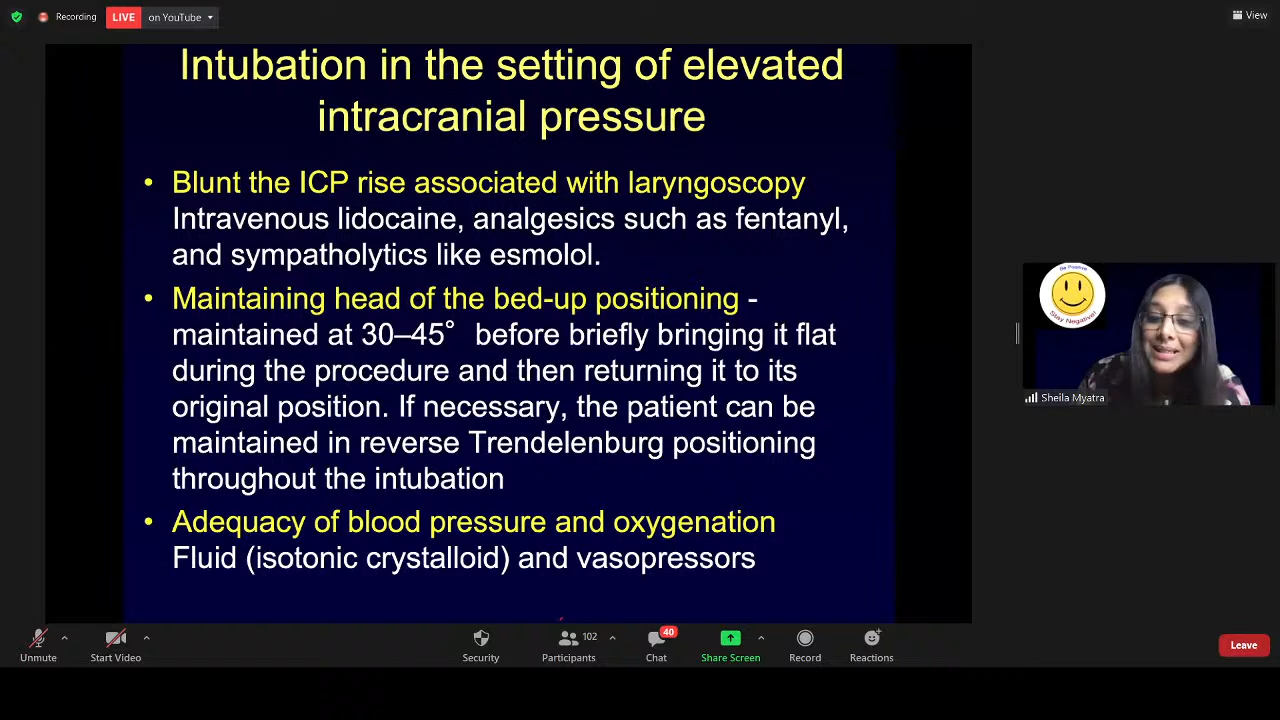 Recording
LIVE
on YouTube
View
Intubation in the setting of elevated
intracranial pressure
• Blunt the ICP rise associated with laryngoscopy
Intravenous lidocaine, analgesics such as fentanyl,
and sympatholytics like esmolol.
• Maintaining head of the bed-up positioning -
maintained at 30–45° before briefly bringing it flat
during the procedure and then returning it to its
original position. If necessary, the patient can be
maintained in reverse Trendelenburg positioning
throughout the intubation
• Adequacy of blood pressure and oxygenation
Fluid (isotonic crystalloid) and vasopressors
Be Positive
Stay Negative!
Sheila Myatra
102
40
Unmute
Start Video
Security
Participants
Chat
Share Screen
Record
Reactions
Leave